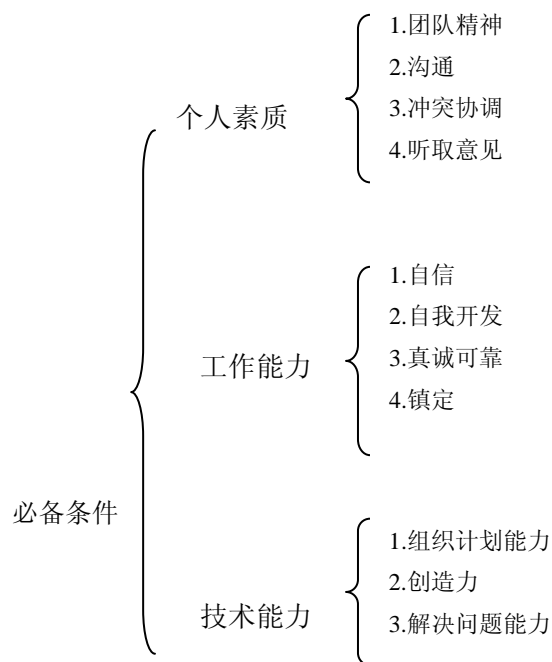 必备条件
个人素质
1.团队精神
2.沟通
3.冲突协调
4.听取意见
工作能力
1.自信
2.自我开发
3.真诚可靠
4.镇定
技术能力
1.组织计划能力
2.创造力
3.解决问题能力